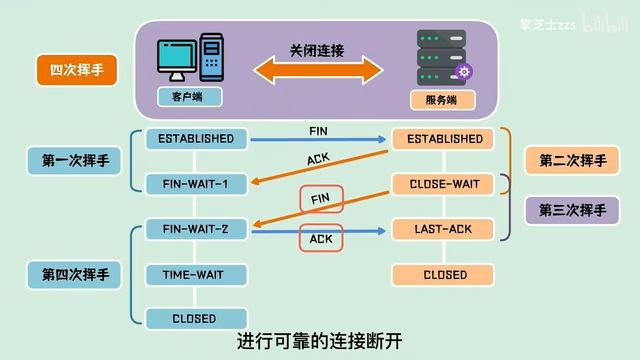 掌芝士zzs bilibili
四次挥手
关闭连接
客户端
服务端
ESTABLISHED
FIN
ESTABLISHED
第一次挥手
ACK
第二次挥手
FIN-WAIT-1
CLOSE-WAIT
FIN
第三次挥手
FIN-WAIT-2
ACK
LAST-ACK
第四次挥手
TIME-WAIT
CLOSED
CLOSED
进行可靠的连接断开